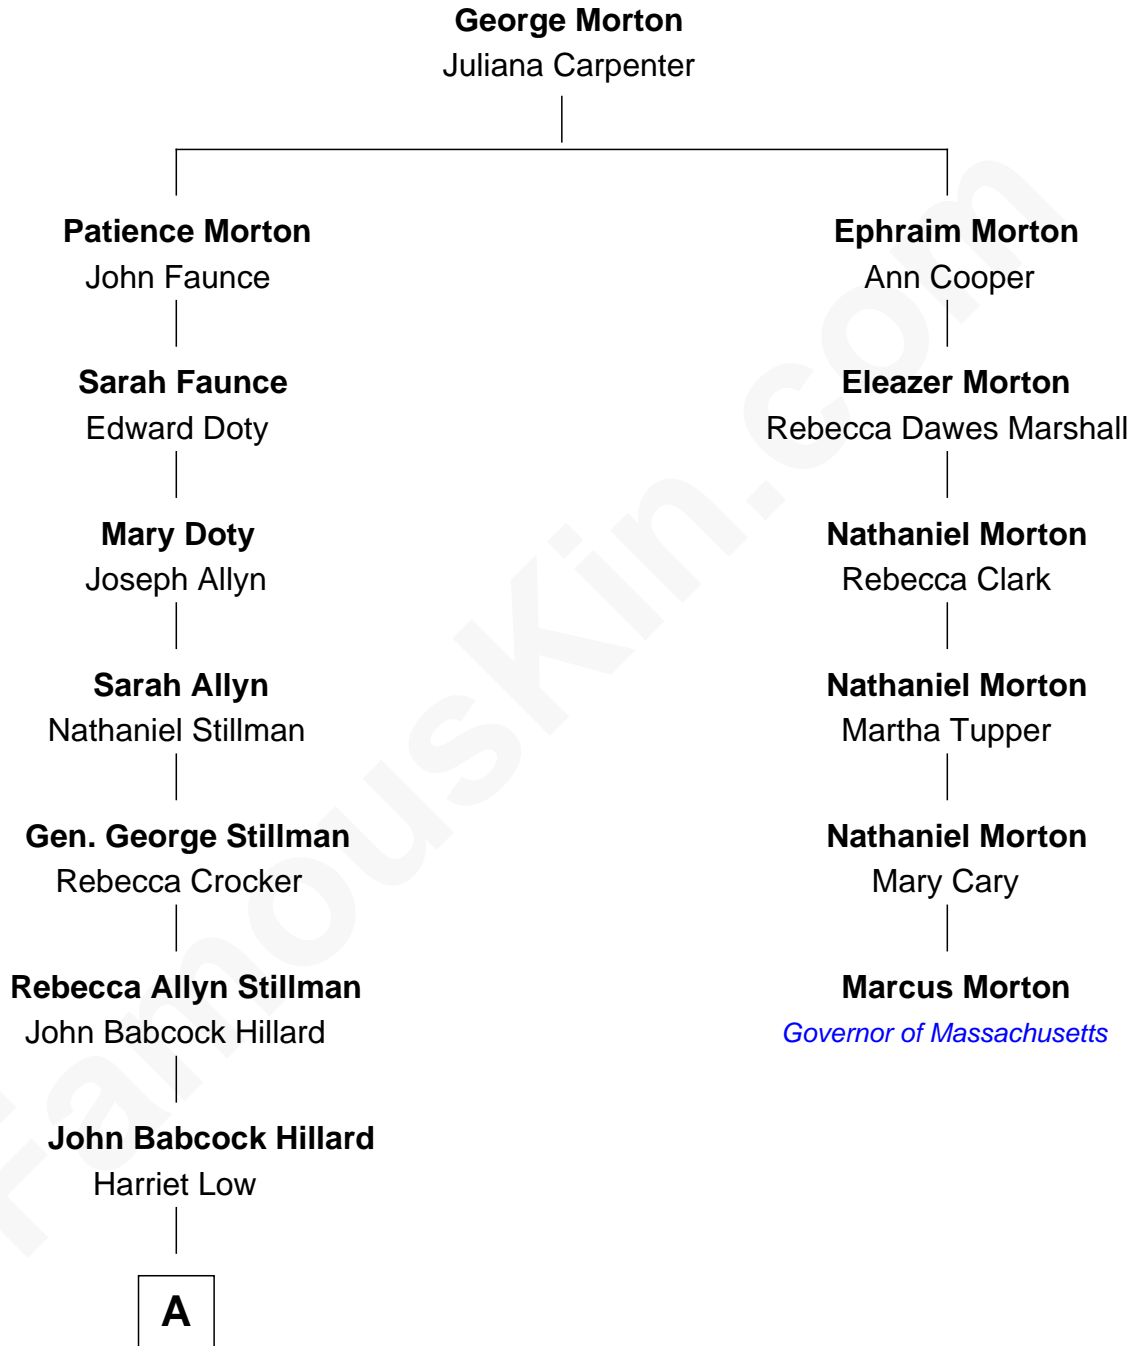 George Morton
Juliana Carpenter
Patience Morton
John Faunce
Ephraim Morton
Ann Cooper
Sarah Faunce
Edward Doty
Eleazer Morton
Rebecca Dawes Marshall
Mary Doty
Joseph Allyn
Nathaniel Morton
Rebecca Clark
Sarah Allyn
Nathaniel Stillman
Nathaniel Morton
Martha Tupper
Gen. George Stillman
Rebecca Crocker
Nathaniel Morton
Mary Cary
Rebecca Allyn Stillman
John Babcock Hillard
Marcus Morton
Governor of Massachusetts
John Babcock Hillard
Harriet Low
A
FamousKin.com